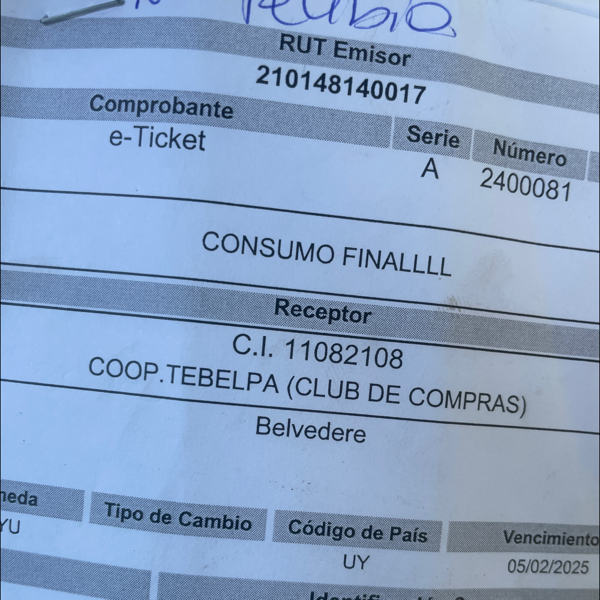 RUT Emisor
210148140017
Comprobante Serie Número
e-Ticket A 2400081
CONSUMO FINALLLL
Receptor
C.I. 11082108
COOP.TEBELPA (CLUB DE COMPRAS)
Belvedere
Tipo de Cambio Código de País Vencimiento
UY 05/02/2025